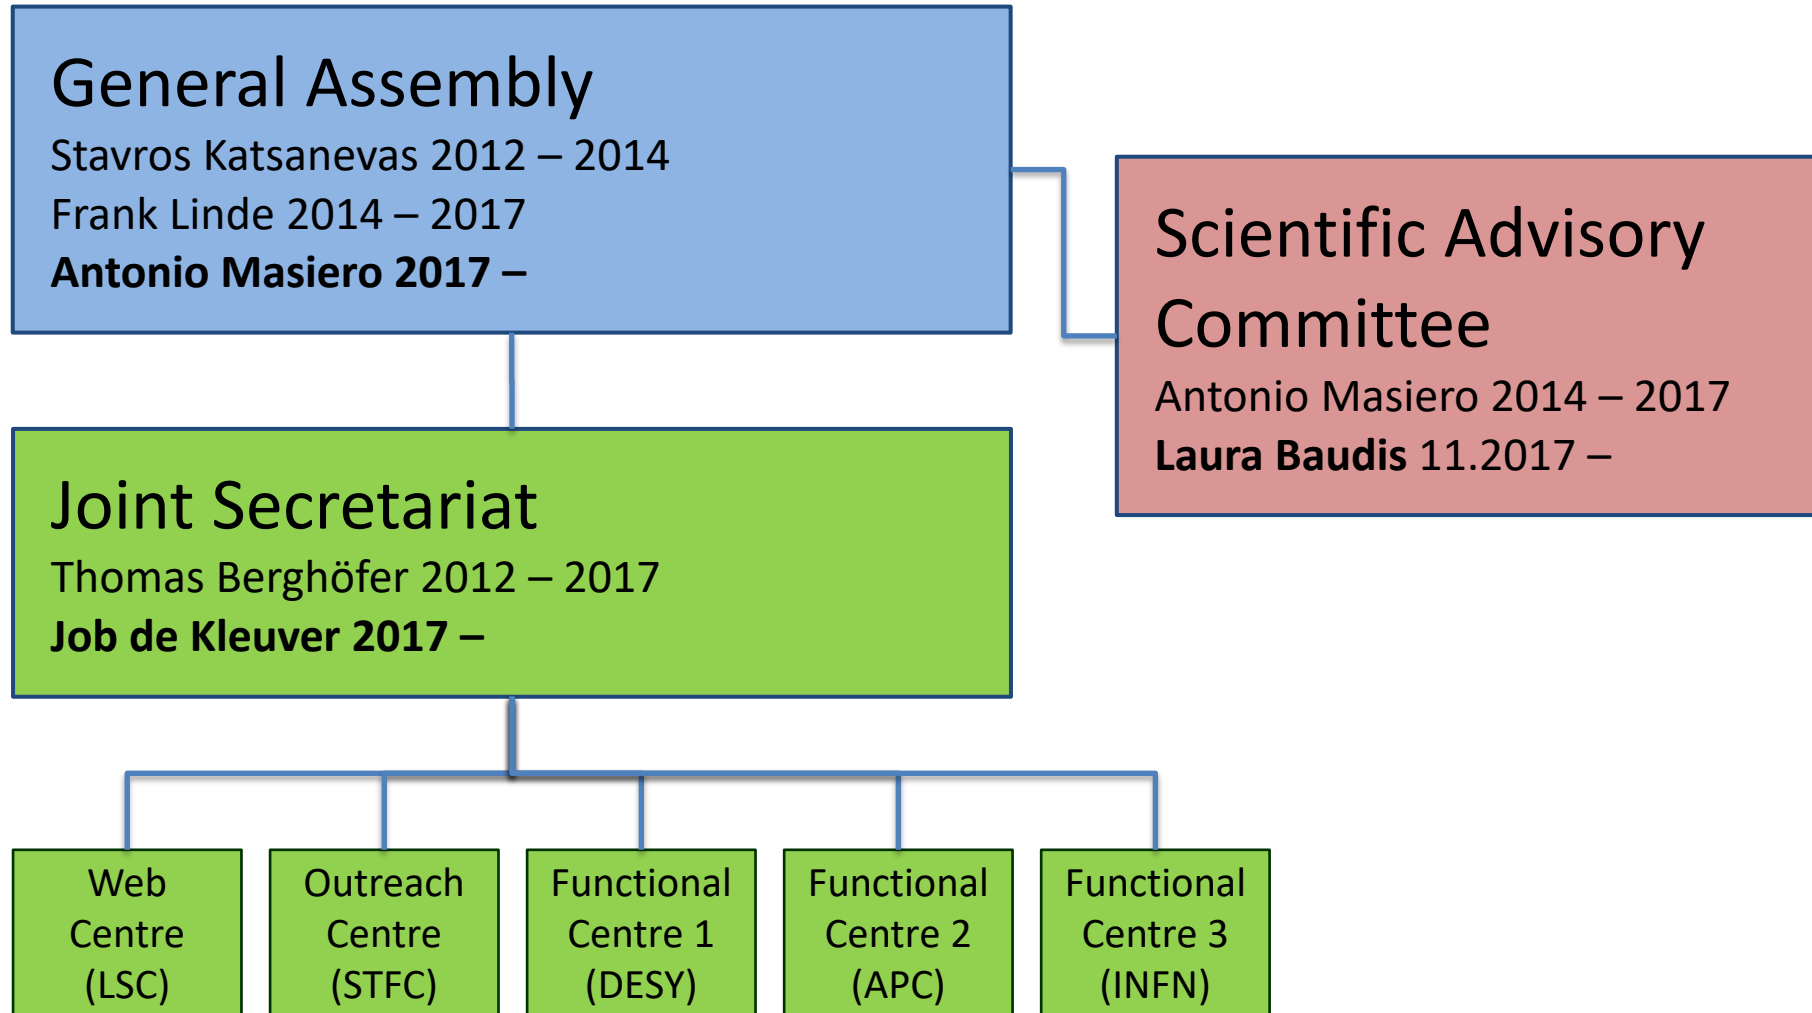 General Assembly
Stavros Katsanevas 2012 – 2014
Frank Linde 2014 – 2017
Antonio Masiero 2017 –
Scientific Advisory
Committee
Antonio Masiero 2014 – 2017
Laura Baudis 11.2017 –
Joint Secretariat
Thomas Berghöfer 2012 – 2017
Job de Kleuver 2017 –
Web
Centre
(LSC)
Outreach
Centre
(STFC)
Functional
Centre 1
(DESY)
Functional
Centre 2
(APC)
Functional
Centre 3
(INFN)